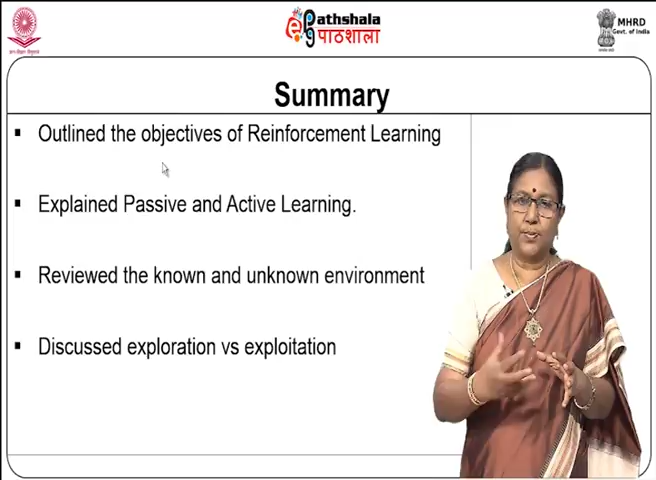 ePathshala
पाठशाला
MHRD
Govt. of India
Summary
▪ Outlined the objectives of Reinforcement Learning
▪ Explained Passive and Active Learning.
▪ Reviewed the known and unknown environment
▪ Discussed exploration vs exploitation